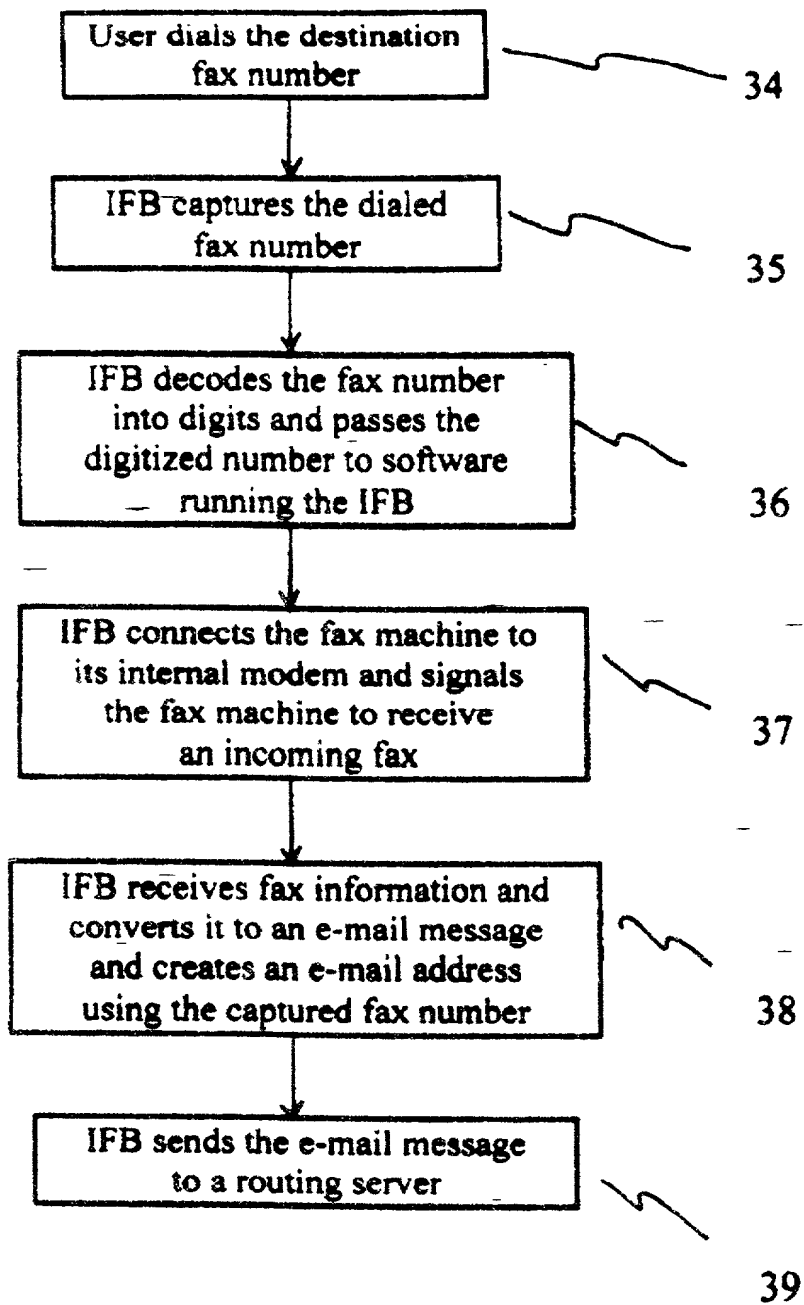 User dials the destination
fax number
34
IFB captures the dialed
fax number
35
IFB decodes the fax number
into digits and passes the
digitized number to software
running the IFB
36
IFB connects the fax machine to
its internal modem and signals
the fax machine to receive
an incoming fax
37
IFB receives fax information and
converts it to an e-mail message
and creates an e-mail address
using the captured fax number
38
IFB sends the e-mail message
to a routing server
39